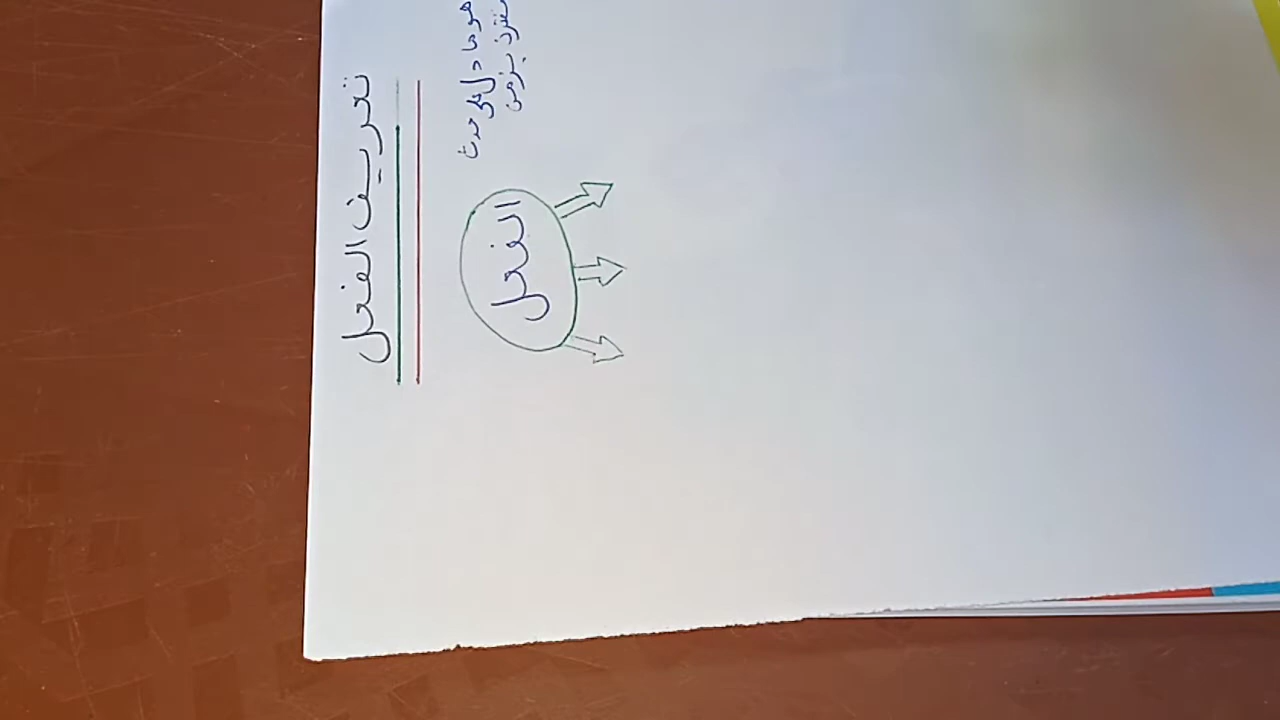 تعريف الفعل
هو ما دل على حدث
مقترن بزمن
الفعل